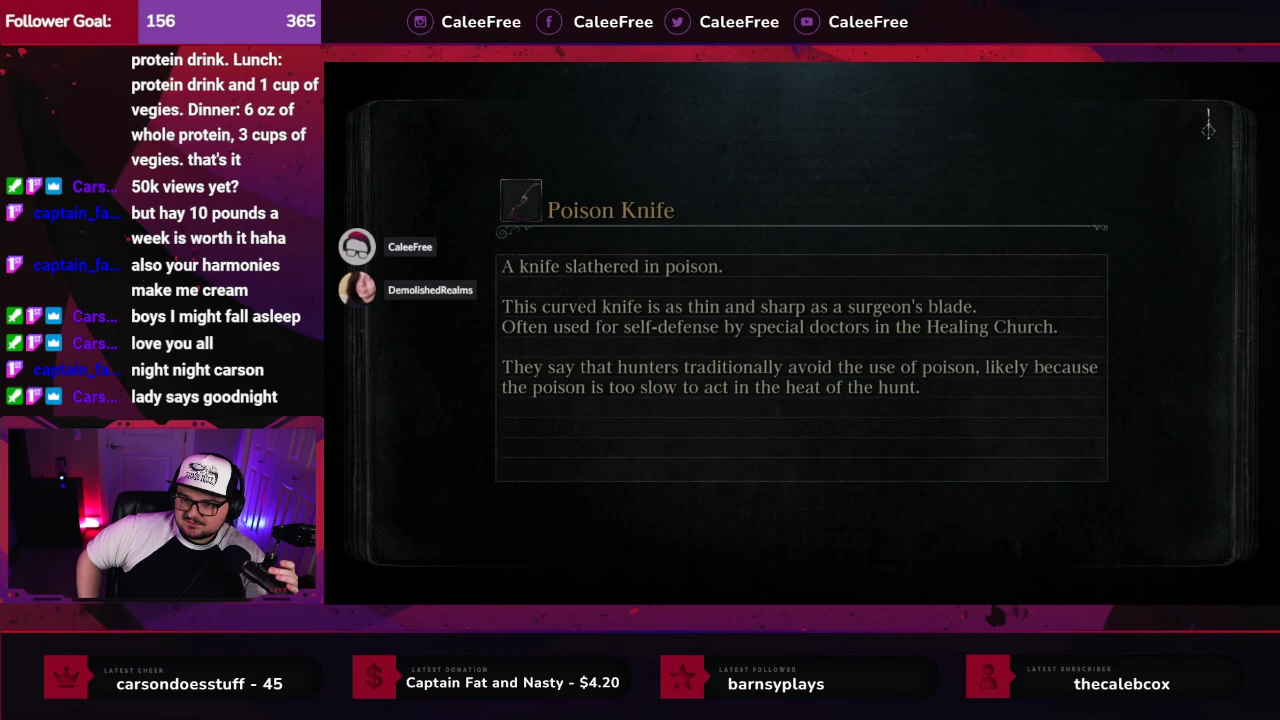 Follower Goal: 156 365
CaleeFree CaleeFree CaleeFree CaleeFree
protein drink. Lunch:
protein drink and 1 cup of
vegies. Dinner: 6 oz of
whole protein, 3 cups of
vegies. that's it
Cars... 50k views yet?
captain_fa... but hay 10 pounds a
week is worth it haha
captain_fa... also your harmonies
make me cream
Cars... boys I might fall asleep
Cars... love you all
captain_fa... night night carson
Cars... lady says goodnight
CaleeFree
DemolishedRealms
Poison Knife
A knife slathered in poison.
This curved knife is as thin and sharp as a surgeon's blade.
Often used for self-defense by special doctors in the Healing Church.
They say that hunters traditionally avoid the use of poison, likely because
the poison is too slow to act in the heat of the hunt.
LATEST CHEER
carsondoesstuff - 45
LATEST DONATION
Captain Fat and Nasty - $4.20
LATEST FOLLOWER
barnsyplays
LATEST SUBSCRIBER
thecalebcox